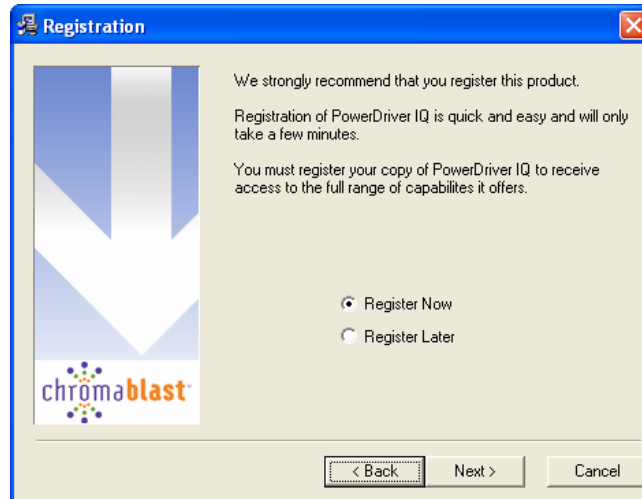 Registration
We strongly recommend that you register this product.
Registration of PowerDriver IQ is quick and easy and will only
take a few minutes.
You must register your copy of PowerDriver IQ to receive
access to the full range of capabilites it offers.
Register Now
Register Later
chromablast™
< Back
Next >
Cancel